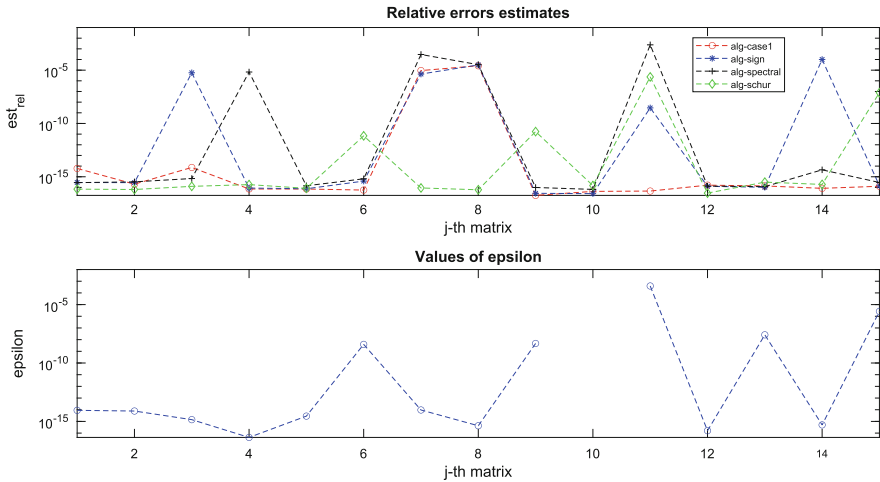 Relative errors estimates
est_rel
10^-5
10^-10
10^-15
alg-case1
alg-sign
alg-spectral
alg-schur
2 4 6 8 10 12 14
j-th matrix
Values of epsilon
epsilon
10^-5
10^-10
10^-15
2 4 6 8 10 12 14
j-th matrix